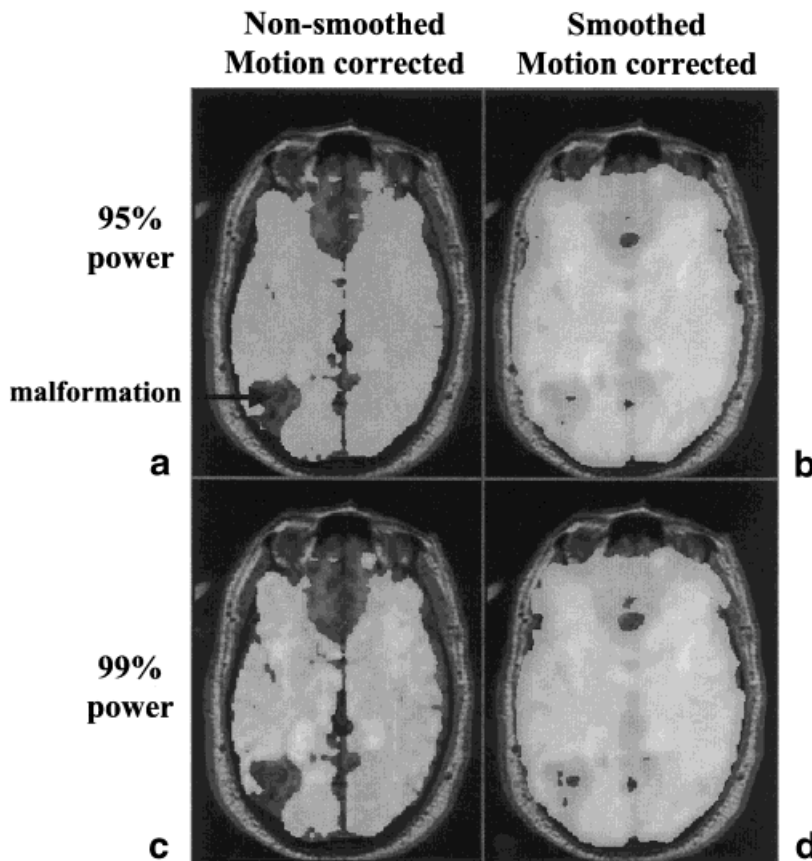 Non-smoothed
Motion corrected
Smoothed
Motion corrected
95%
power
malformation
a
b
99%
power
c
d